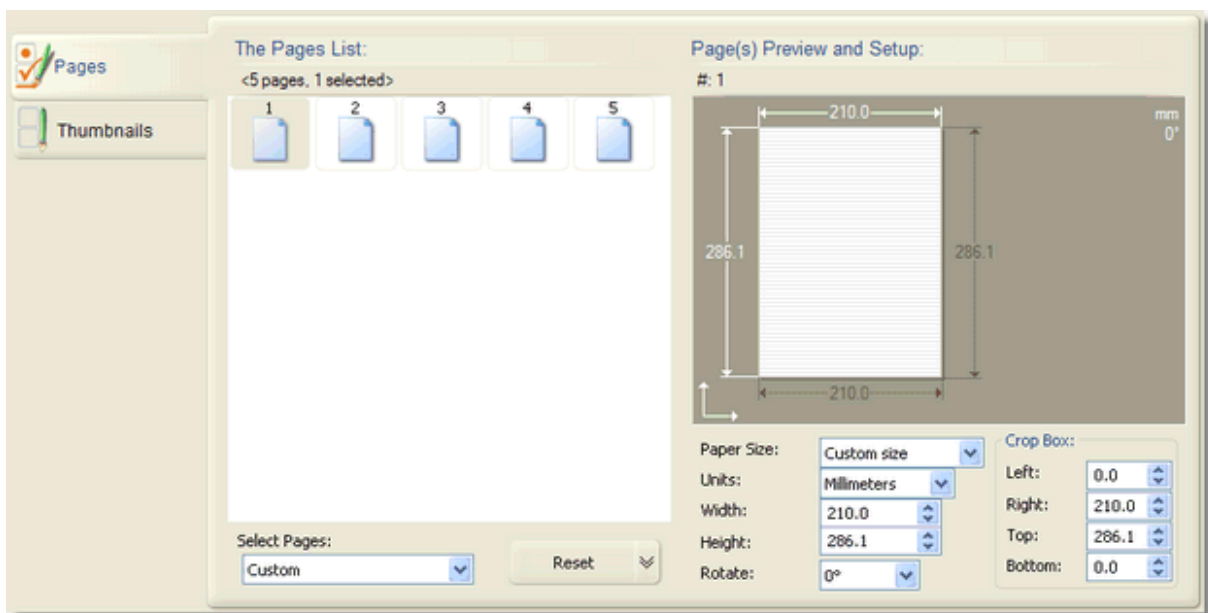 Pages
Thumbnails
The Pages List:
<5 pages, 1 selected>
1 2 3 4 5
Select Pages:
Custom
Reset
Page(s) Preview and Setup:
#: 1
210.0
mm
0°
286.1
286.1
210.0
Paper Size: Custom size
Units: Millimeters
Width: 210.0
Height: 286.1
Rotate: 0°
Crop Box:
Left: 0.0
Right: 210.0
Top: 286.1
Bottom: 0.0